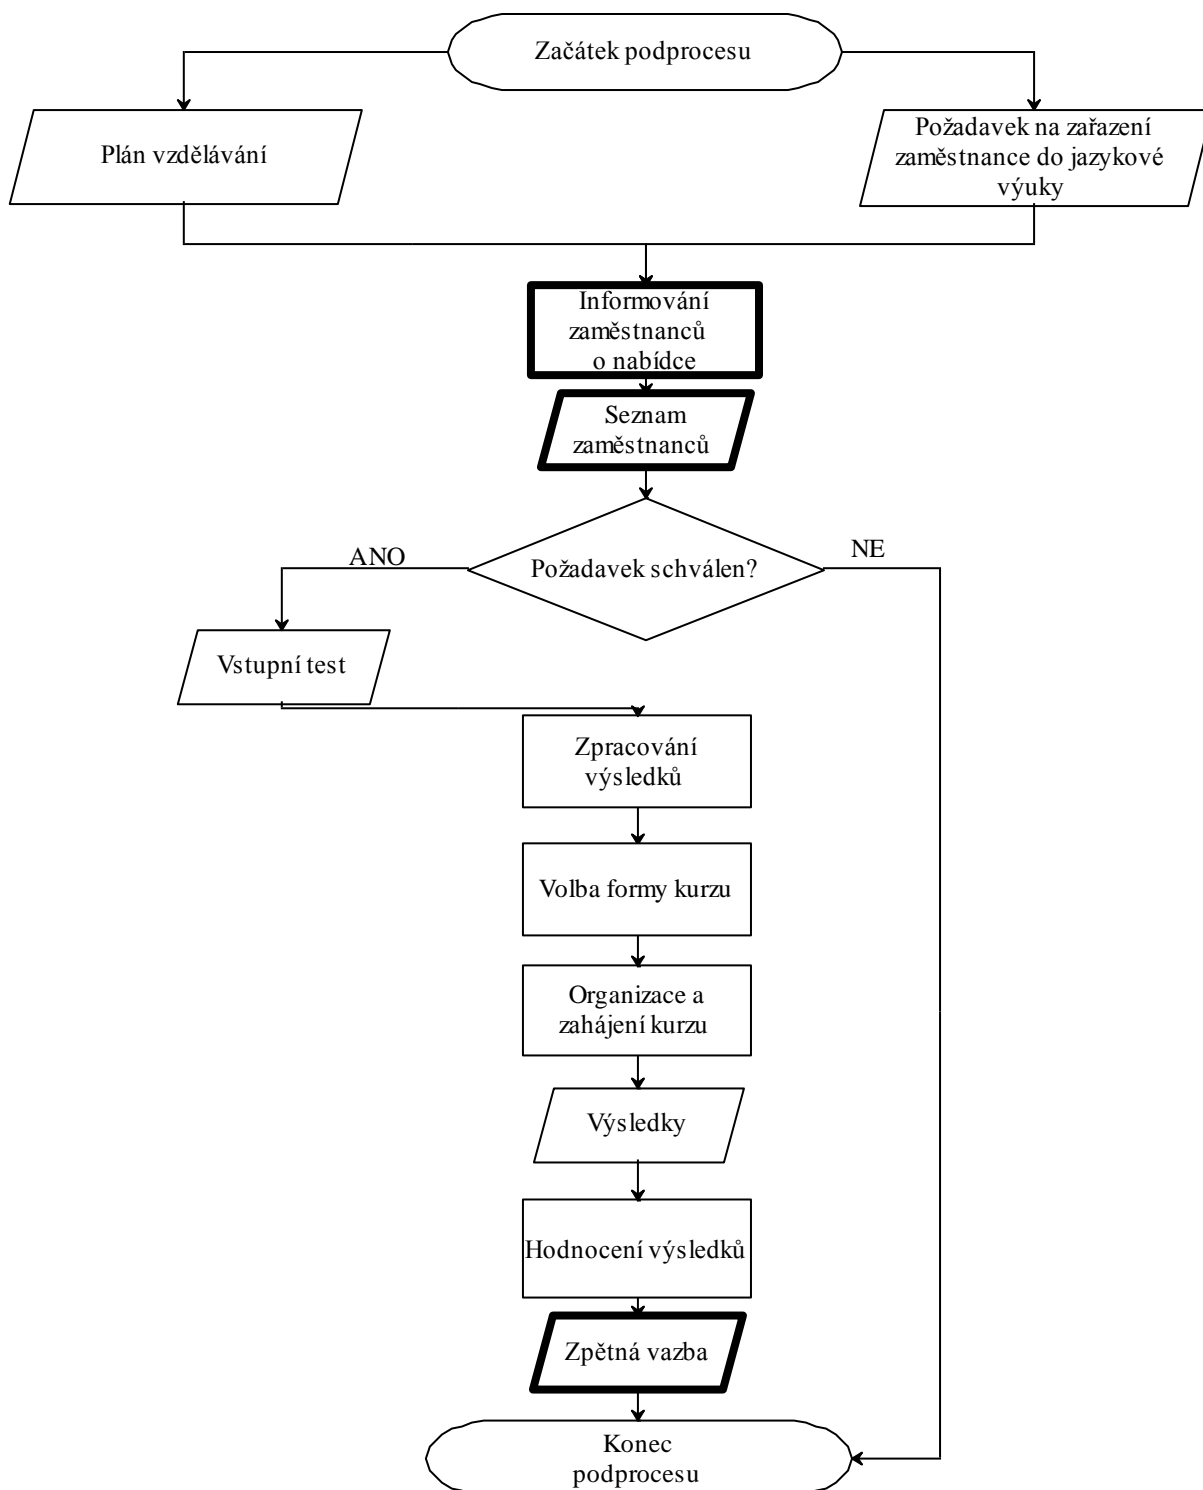 Začátek podprocesu
Plán vzdělávání
Požadavek na zařazení
zaměstnance do jazykové
výuky
Informování
zaměstnanců
o nabídce
Seznam
zaměstnanců
ANO
NE
Požadavek schválen?
Vstupní test
Zpracování
výsledků
Volba formy kurzu
Organizace a
zahájení kurzu
Výsledky
Hodnocení výsledků
Zpětná vazba
Konec
podprocesu